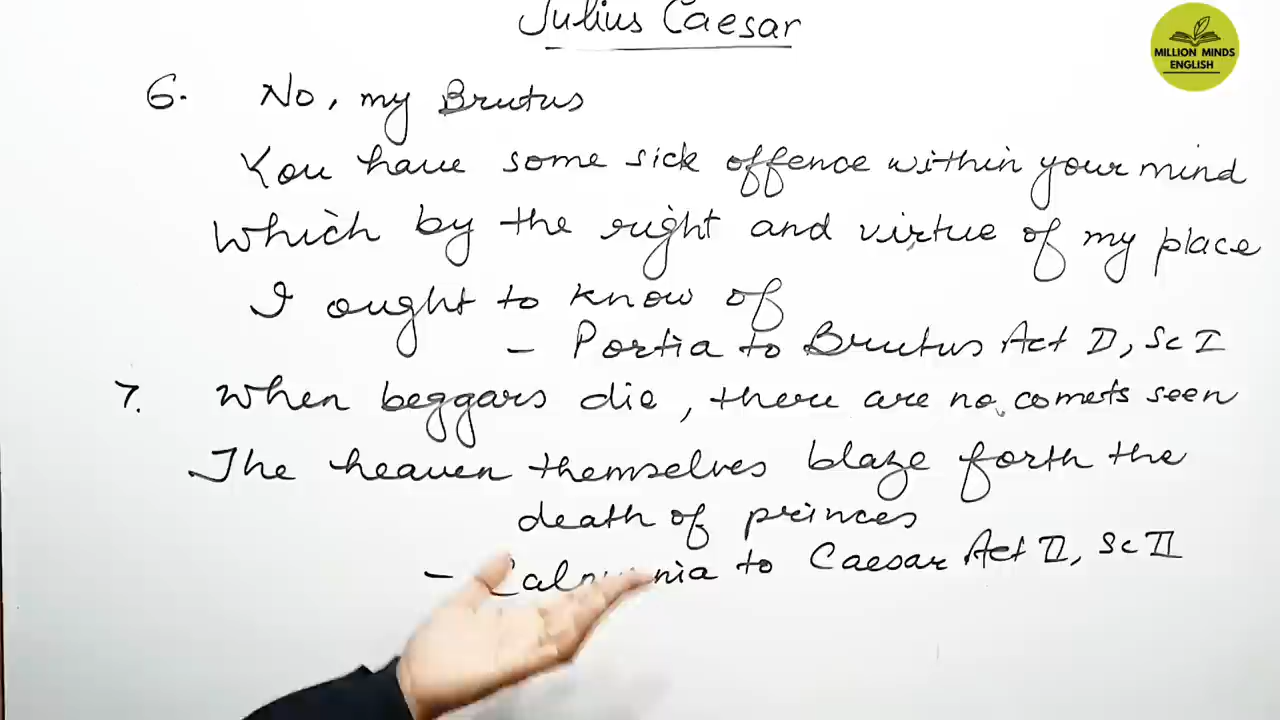 Julius Caesar
MILLION MINDS
ENGLISH
6. No, my Brutus
You have some sick offence within your mind
Which by the right and virtue of my place
I ought to know of
- Portia to Brutus Act II, Sc I
7. When beggars die, there are no comets seen
The heaven themselves blaze forth the
death of princes
- to Caesar Act II, Sc II